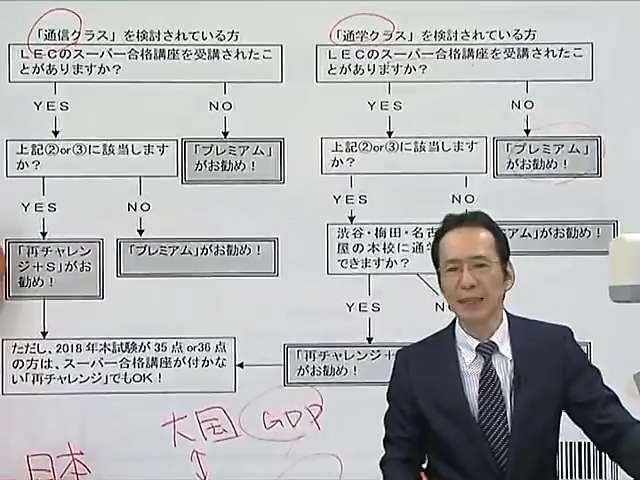 「通信クラス」を検討されている方
LECのスーパー合格講座を受講されたこ
とがありますか?
YES
NO
上記②or③に該当します
か?
「プレミアム」
がお勧め!
YES
NO
「再チャレン
ジ+S」がお
勧め!
「プレミアム」がお勧め!
ただし、2018年本試験が35点or36点
の方は、スーパー合格講座が付かな
い「再チャレンジ」でもOK!
「通学クラス」を検討されている方
LECのスーパー合格講座を受講されたこ
とがありますか?
YES
NO
上記②or③に該当します
か?
「プレミアム」
がお勧め!
YES
NO
渋谷・梅田・名古
屋の本校に通学
できますか?
アム」がお勧め!
YES
N
「再チャレンジ+
がお勧め!
大国 GDP
日本